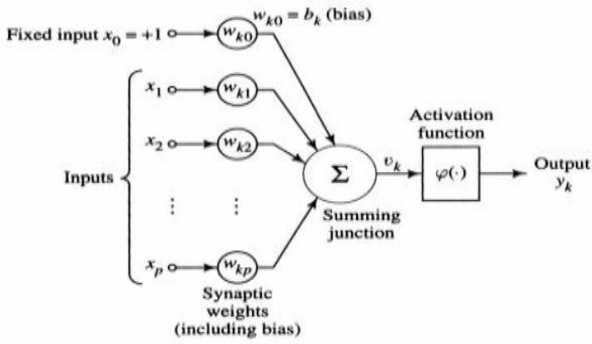 w_k0 = b_k (bias)
Fixed input x_0 = +1 w_k0
x_1 w_k1
Activation
function
x_2 w_k2
Inputs
Σ
v_k
φ(·)
Output
y_k
⋮ ⋮
Summing
junction
x_p w_kp
Synaptic
weights
(including bias)